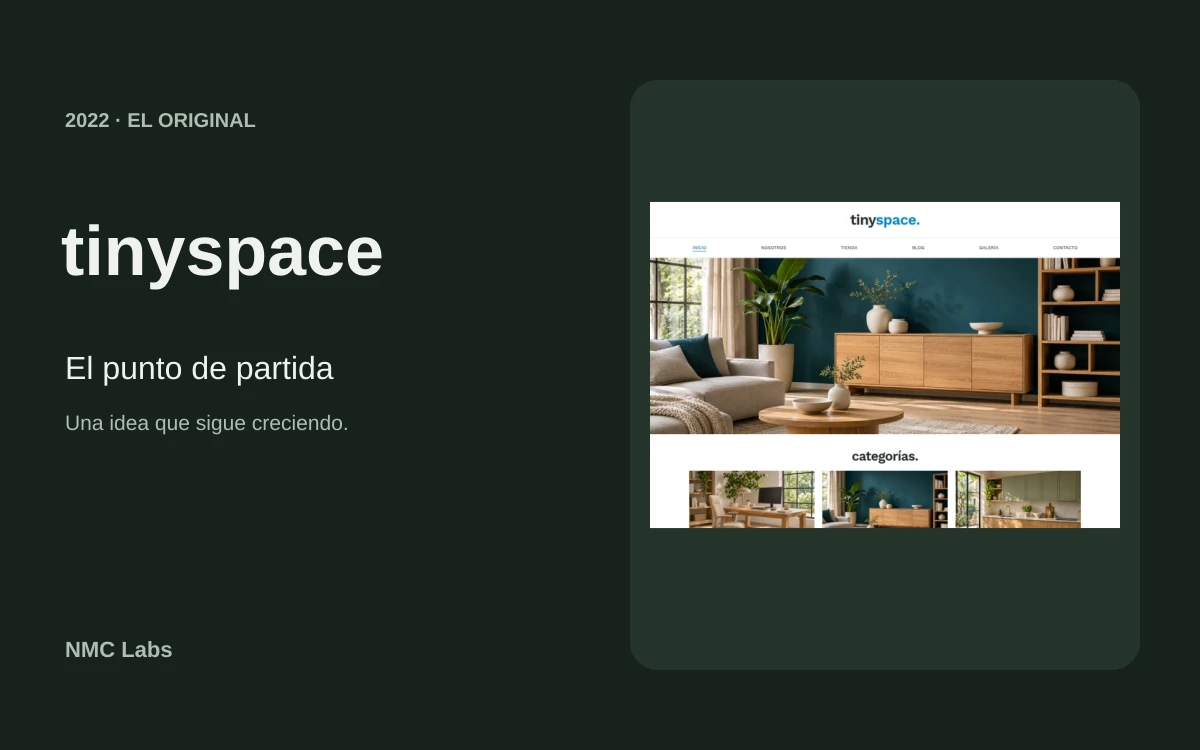 2022 · EL ORIGINAL
tinyspace
El punto de partida
Una idea que sigue creciendo.
NMC Labs
tinyspace.
INICIO NOSOTROS TIENDA BLOG GALERÍA CONTACTO
categorías.